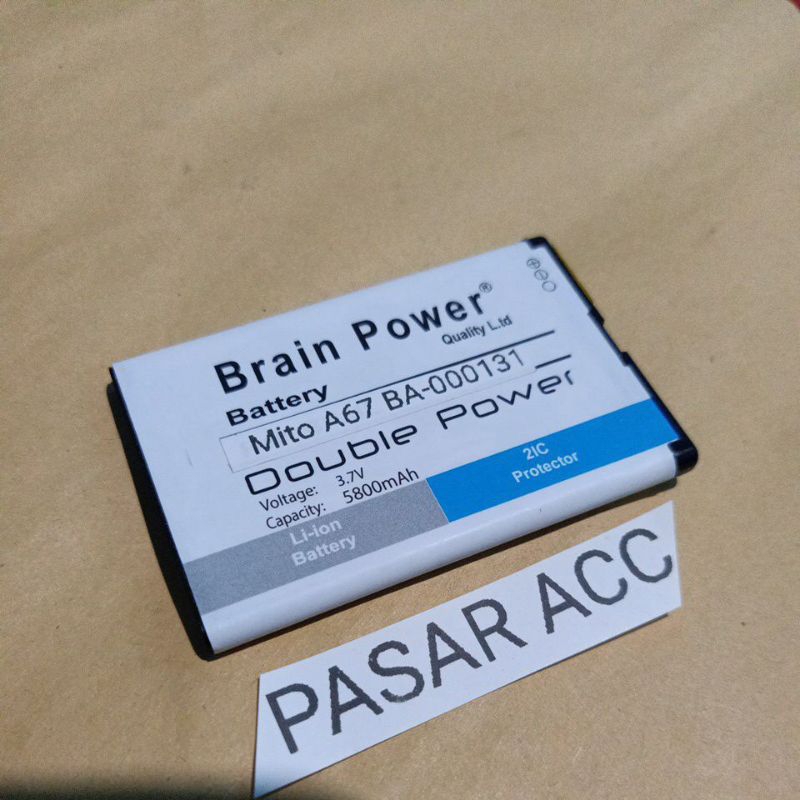 Brain Power®
Quality L.td
Battery
Mito A67 BA-000131
Double Power
Voltage: 3.7V
Capacity: 5800mAh
Li-ion
Battery
2IC
Protector
PASAR ACC